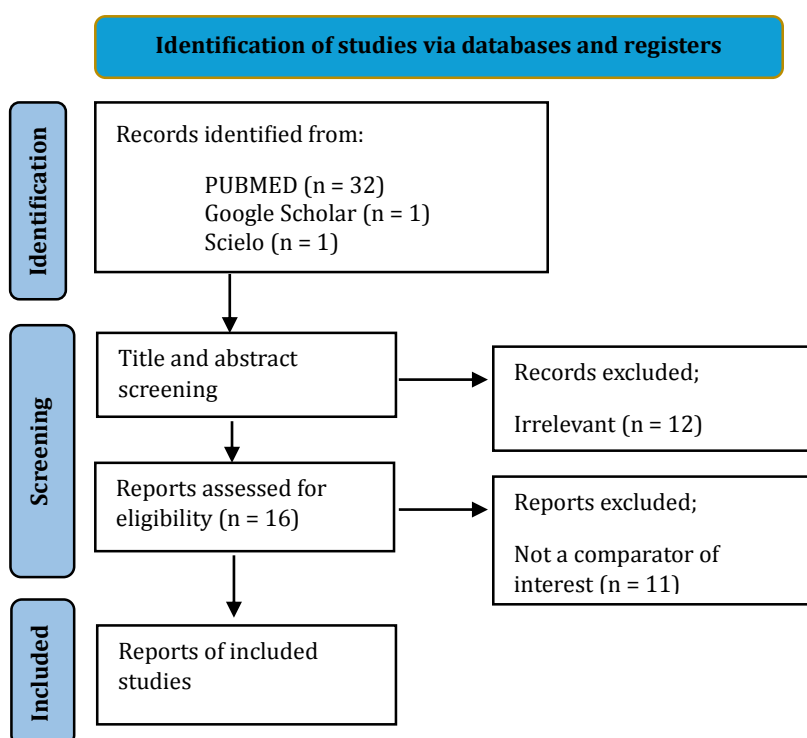 Identification of studies via databases and registers
Identification
Records identified from:
PUBMED (n = 32)
Google Scholar (n = 1)
Scielo (n = 1)
Screening
Title and abstract
screening
Records excluded;
Irrelevant (n = 12)
Reports assessed for
eligibility (n = 16)
Reports excluded;
Not a comparator of
interest (n = 11)
Included
Reports of included
studies